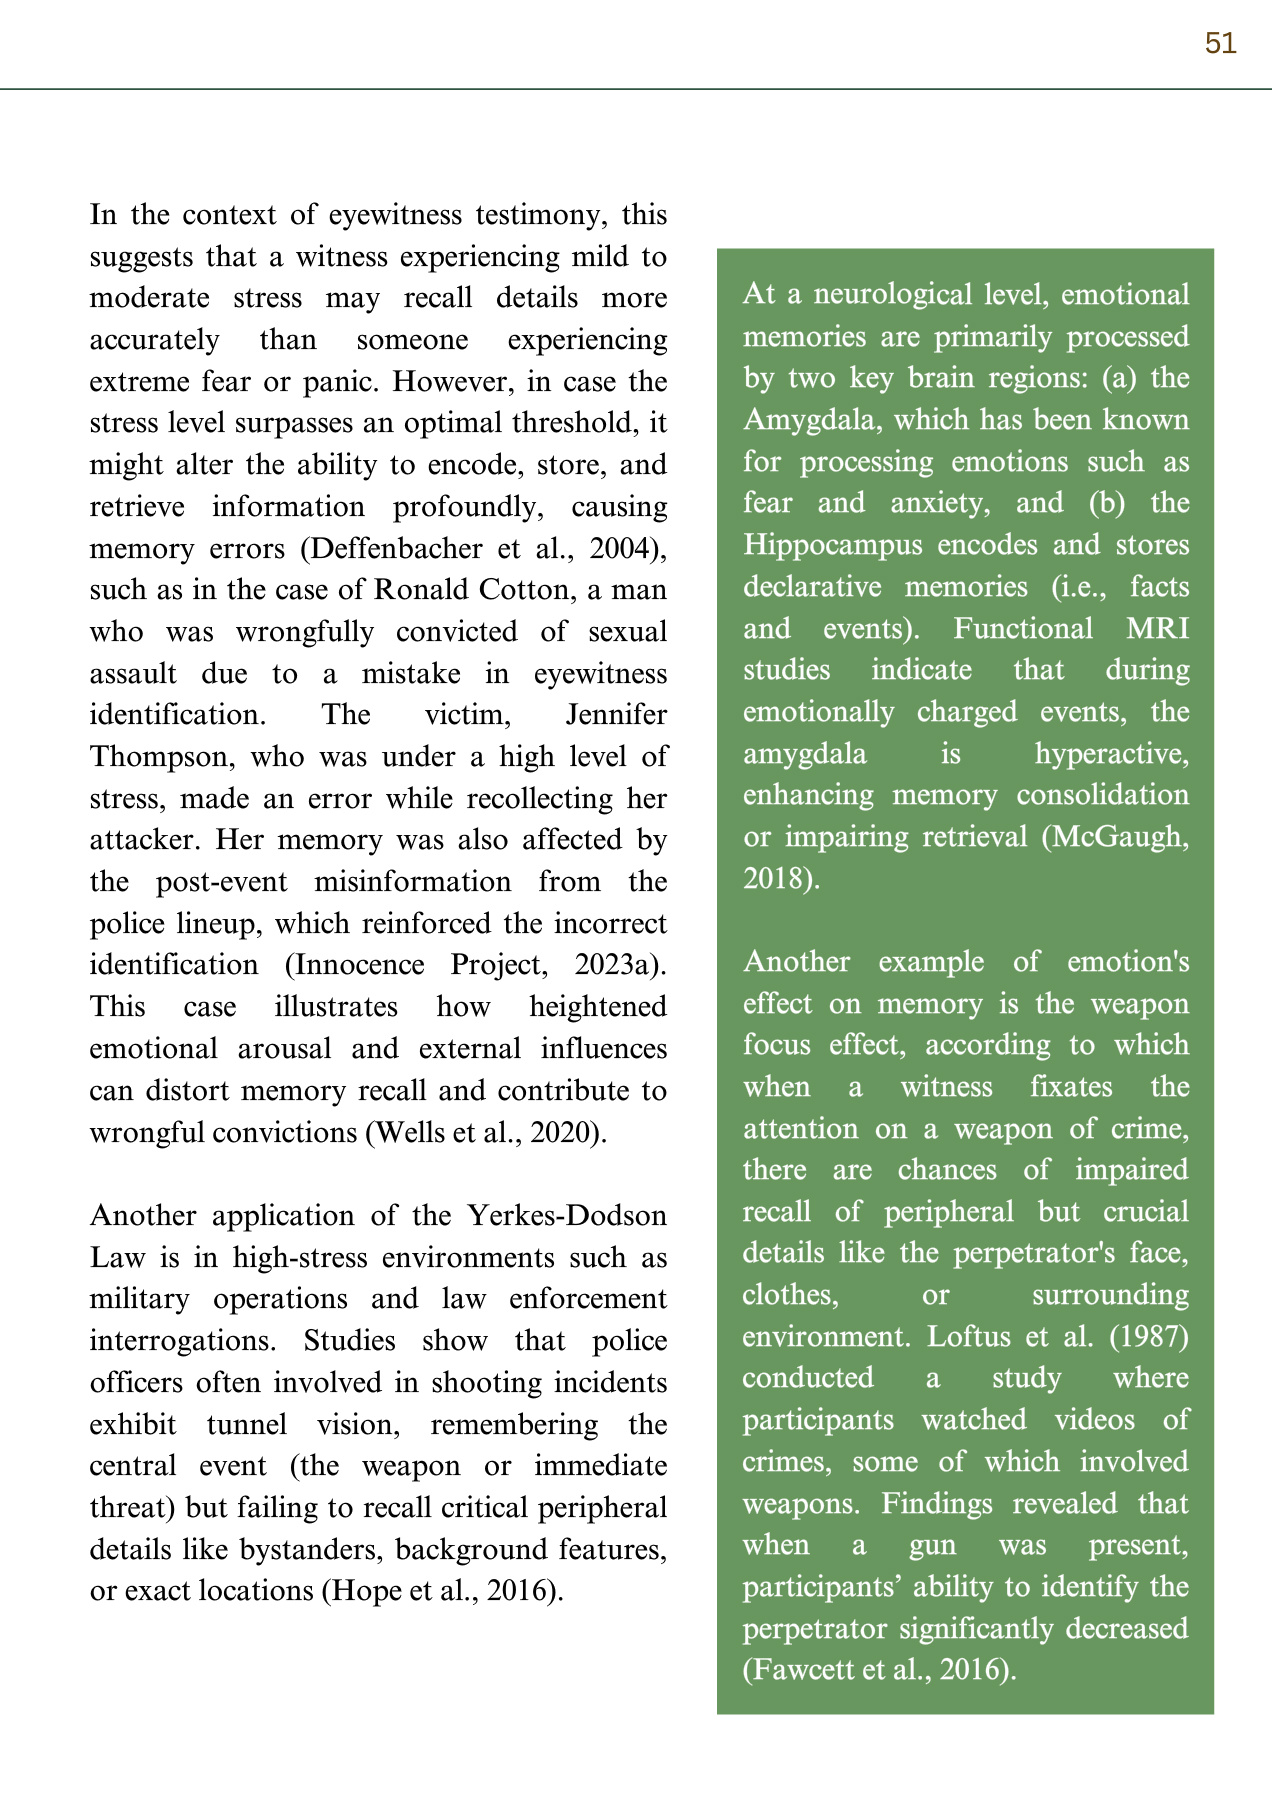 51
In the context of eyewitness testimony, this
suggests that a witness experiencing mild to
moderate stress may recall details more
accurately than someone experiencing
extreme fear or panic. However, in case the
stress level surpasses an optimal threshold, it
might alter the ability to encode, store, and
retrieve information profoundly, causing
memory errors (Deffenbacher et al., 2004),
such as in the case of Ronald Cotton, a man
who was wrongfully convicted of sexual
assault due to a mistake in eyewitness
identification. The victim, Jennifer
Thompson, who was under a high level of
stress, made an error while recollecting her
attacker. Her memory was also affected by
the post-event misinformation from the
police lineup, which reinforced the incorrect
identification (Innocence Project, 2023a).
This case illustrates how heightened
emotional arousal and external influences
can distort memory recall and contribute to
wrongful convictions (Wells et al., 2020).
Another application of the Yerkes-Dodson
Law is in high-stress environments such as
military operations and law enforcement
interrogations. Studies show that police
officers often involved in shooting incidents
exhibit tunnel vision, remembering the
central event (the weapon or immediate
threat) but failing to recall critical peripheral
details like bystanders, background features,
or exact locations (Hope et al., 2016).
At a neurological level, emotional
memories are primarily processed
by two key brain regions: (a) the
Amygdala, which has been known
for processing emotions such as
fear and anxiety, and (b) the
Hippocampus encodes and stores
declarative memories (i.e., facts
and events). Functional MRI
studies indicate that during
emotionally charged events, the
amygdala is hyperactive,
enhancing memory consolidation
or impairing retrieval (McGaugh,
2018).
Another example of emotion's
effect on memory is the weapon
focus effect, according to which
when a witness fixates the
attention on a weapon of crime,
there are chances of impaired
recall of peripheral but crucial
details like the perpetrator's face,
clothes, or surrounding
environment. Loftus et al. (1987)
conducted a study where
participants watched videos of
crimes, some of which involved
weapons. Findings revealed that
when a gun was present,
participants’ ability to identify the
perpetrator significantly decreased
(Fawcett et al., 2016).